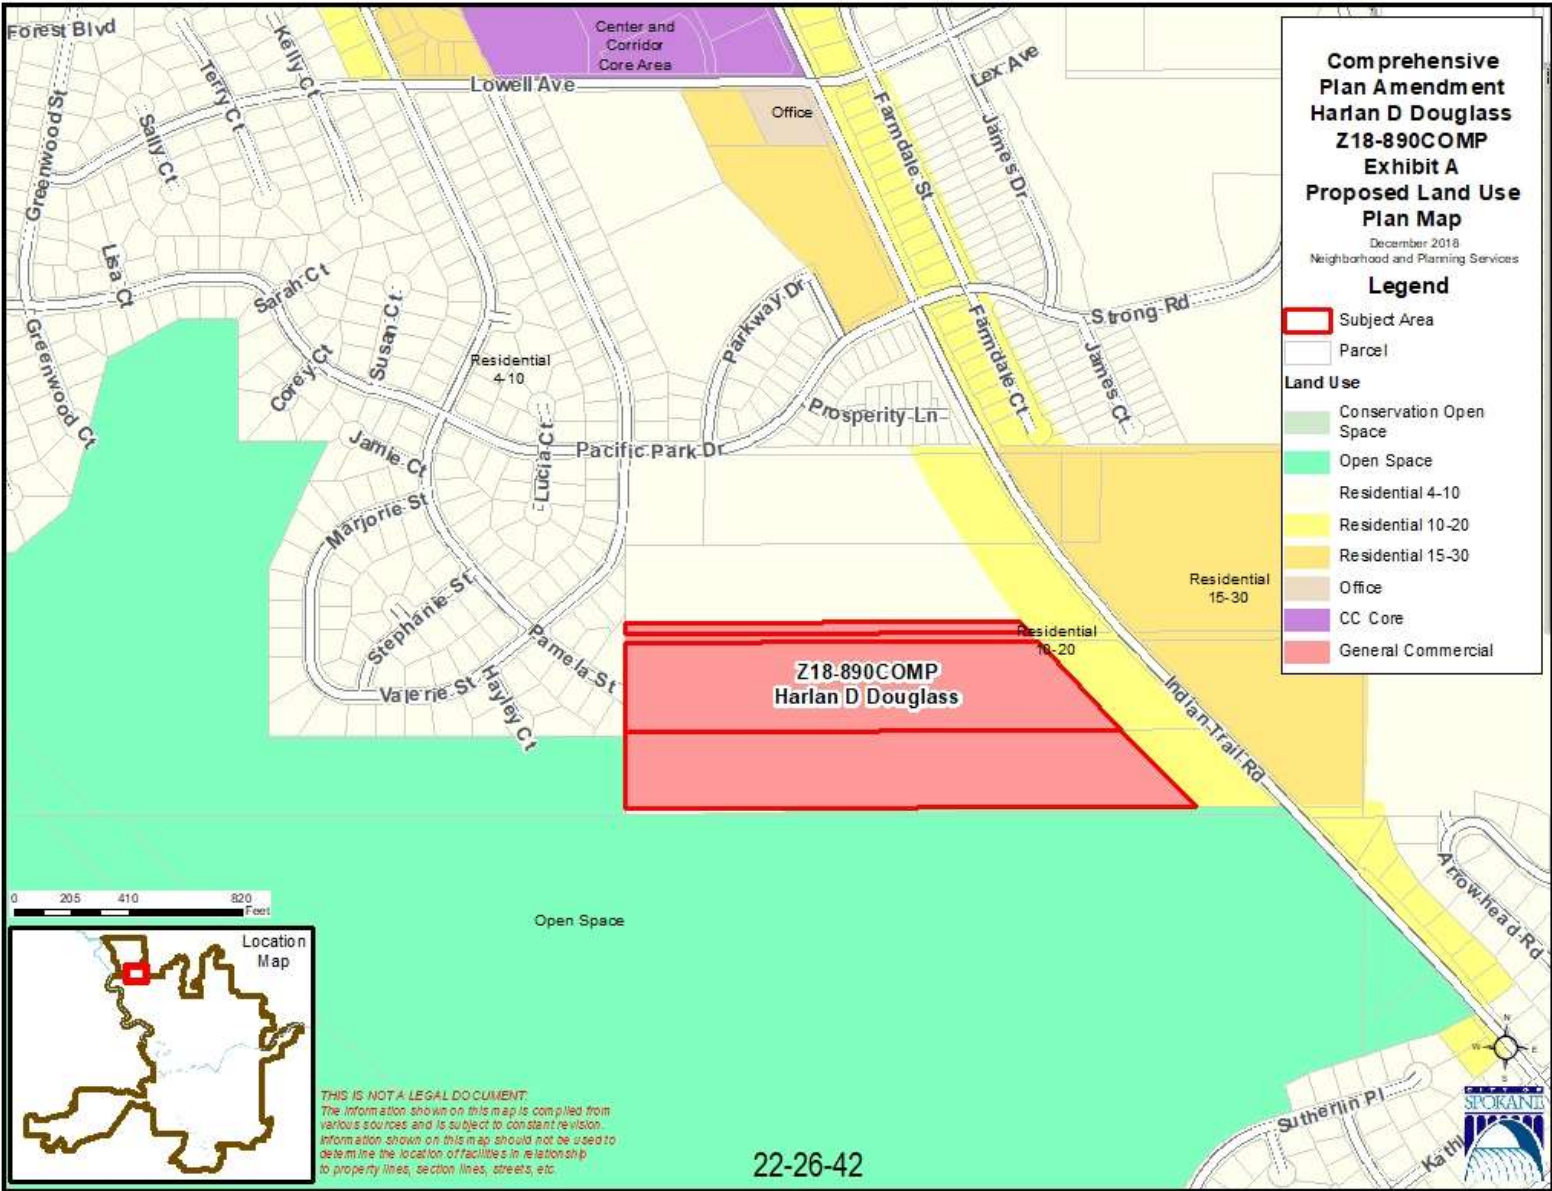 Forest Blvd
Kelly Ct
Terry Ct
Sally Ct
Greenwood St
Lisa Ct
Greenwood Ct
Sarah Ct
Susan Ct
Corey Ct
Center and
Corridor
Core Area
Lowell Ave
Office
Lex Ave
Farmdale St
James Dr
Parkway Dr
Strong Rd
Farmdale Ct
James Ct
Residential
4-10
Prosperity Ln
Pacific Park Dr
Jamie Ct
Lucia Ct
Marjorie St
Stephanie St
Pamela St
Valerie St
Hayley Ct
Residential
15-30
Residential
10-20
Z18-890COMP
Harlan D Douglass
Indian Trail Rd
Arrowhead Rd
Open Space
Sutherlin Pl
Comprehensive
Plan Amendment
Harlan D Douglass
Z18-890COMP
Exhibit A
Proposed Land Use
Plan Map
December 2018
Neighborhood and Planning Services
Legend
Subject Area
Parcel
Land Use
Conservation Open
Space
Open Space
Residential 4-10
Residential 10-20
Residential 15-30
Office
CC Core
General Commercial
0 205 410 820
Feet
Location
Map
THIS IS NOT A LEGAL DOCUMENT:
The information shown on this map is compiled from
various sources and is subject to constant revision.
Information shown on this map should not be used to
determine the location of facilities in relationship
to property lines, section lines, streets, etc.
22-26-42
N
W E
S
CITY OF
SPOKANE